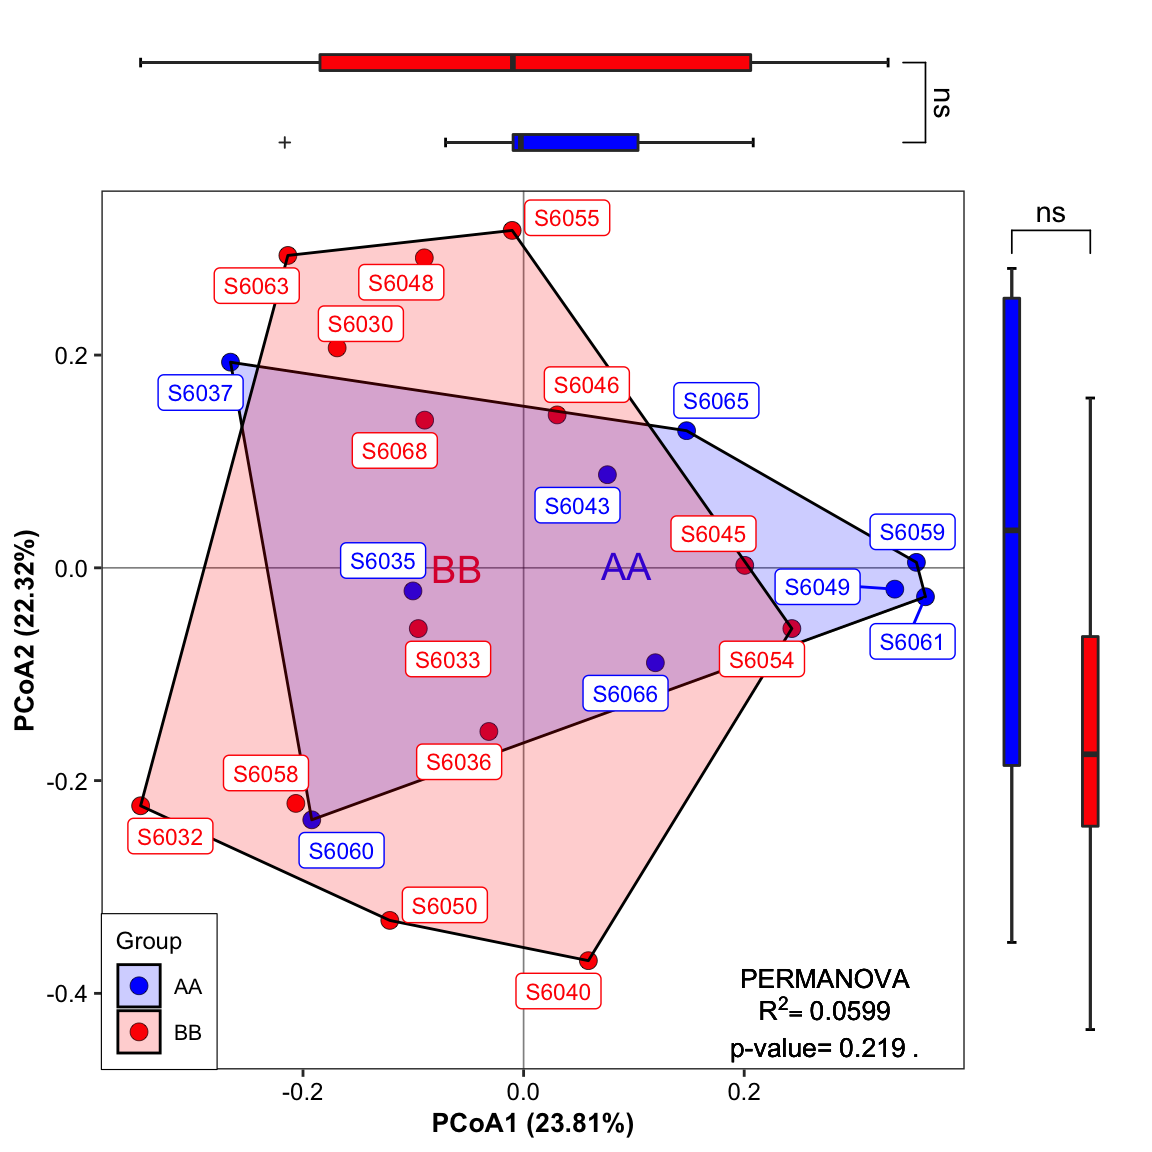 ns
ns
S6055
S6063
S6048
S6030
S6037
S6046
S6065
S6068
S6043
S6045
S6059
S6035
BB
AA
S6049
S6061
S6033
S6054
S6066
S6036
S6058
S6032
S6060
S6050
S6040
0.2
0.0
-0.2
-0.4
PCoA2 (22.32%)
Group
AA
BB
PERMANOVA
R²= 0.0599
p-value= 0.219 .
-0.2
0.0
0.2
PCoA1 (23.81%)